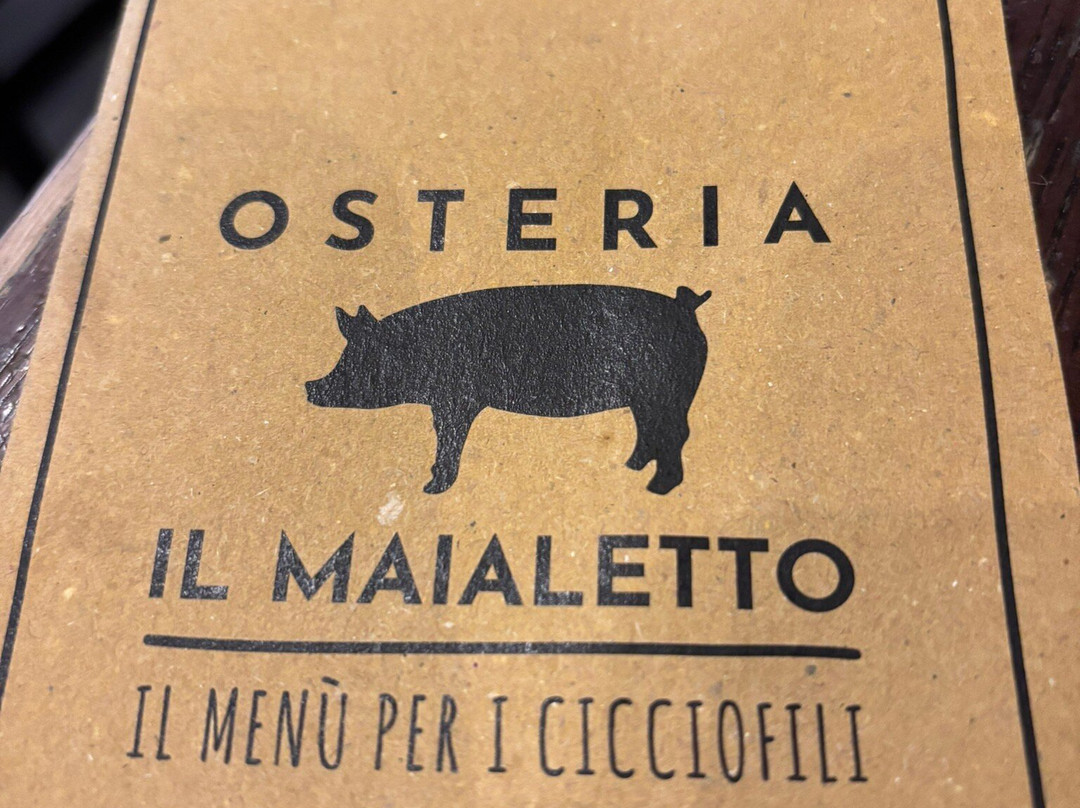 OSTERIA
IL MAIALETTO
IL MENÙ PER I CICCIOFILI